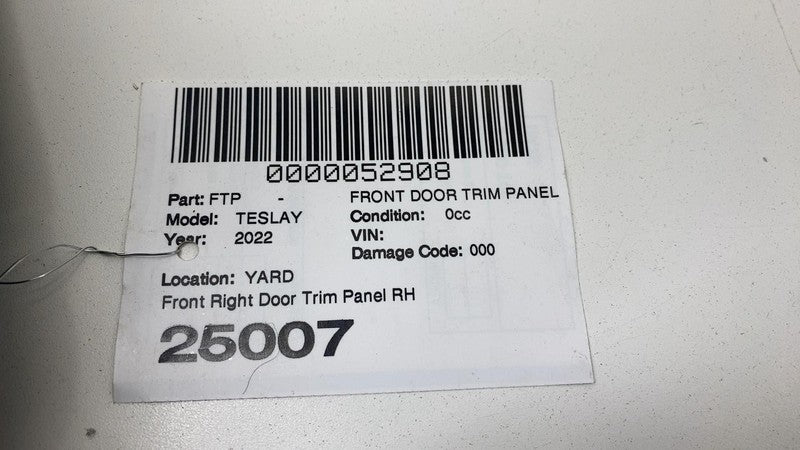 0000052908
Part: FTP - FRONT DOOR TRIM PANEL
Model: TESLAY Condition: 0cc
Year: 2022 VIN:
Damage Code: 000
Location: YARD
Front Right Door Trim Panel RH
25007